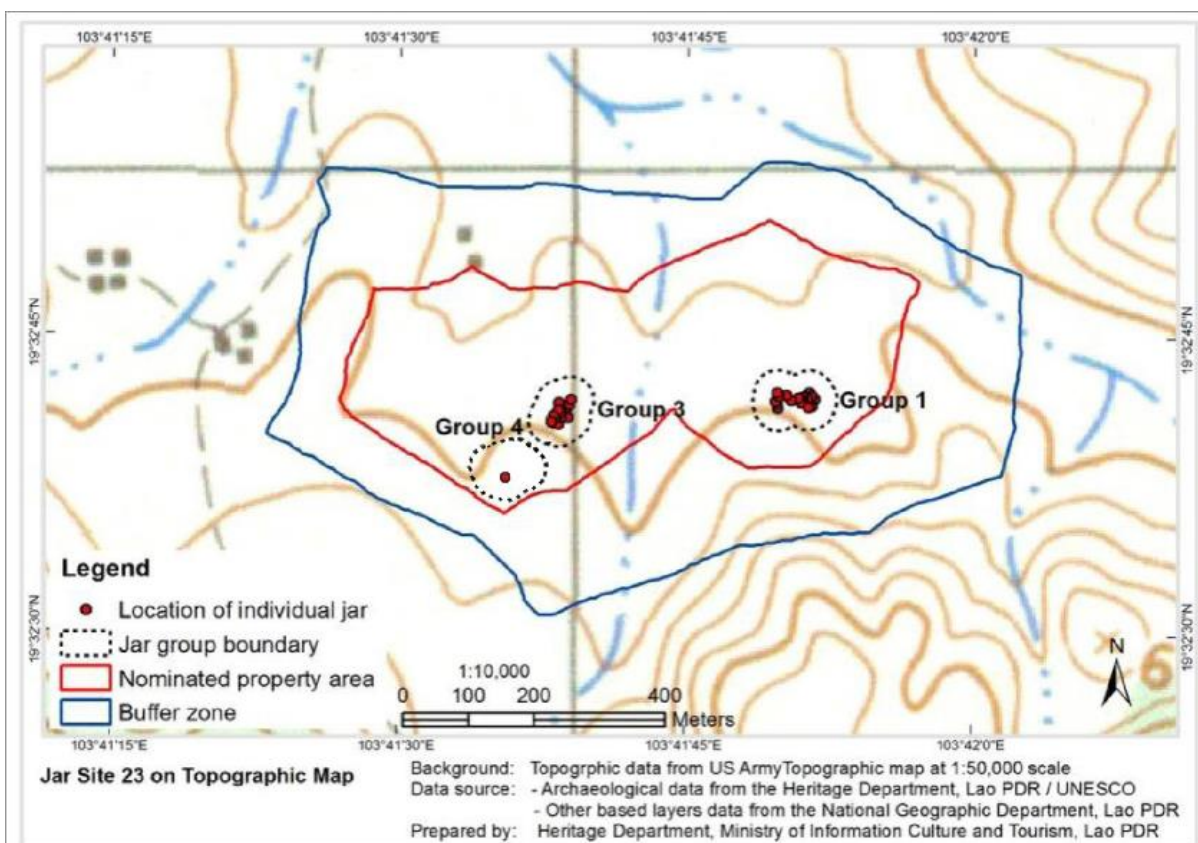 103°41'15"E 103°41'30"E 103°41'45"E 103°42'0"E
19°32'45"N 19°32'45"N
Group 3 Group 1
Group 4
Legend
Location of individual jar
Jar group boundary
Nominated property area
Buffer zone
19°32'30"N 19°32'30"N
N
6
1:10,000
0 100 200 400
Meters
103°41'15"E 103°41'30"E 103°41'45"E 103°42'0"E
Jar Site 23 on Topographic Map
Background: Topogrphic data from US ArmyTopographic map at 1:50,000 scale
Data source: - Archaeological data from the Heritage Department, Lao PDR / UNESCO
- Other based layers data from the National Geographic Department, Lao PDR
Prepared by: Heritage Department, Ministry of Information Culture and Tourism, Lao PDR